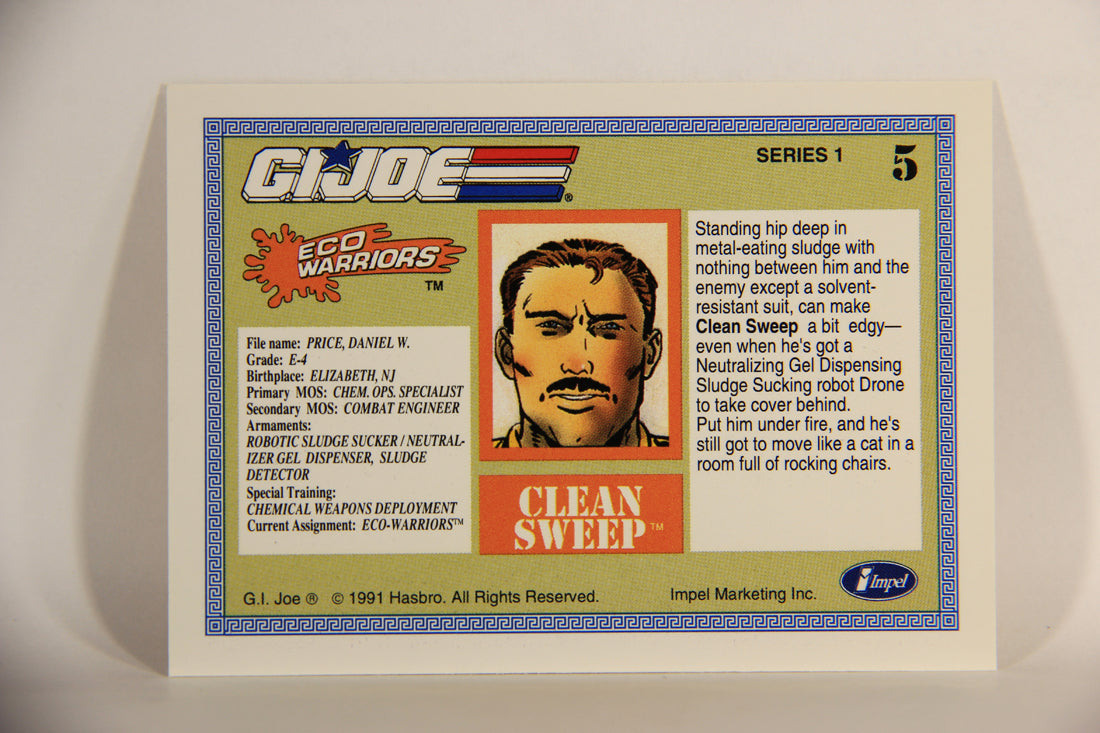 G.I. JOE ®
SERIES 1
5
ECO
WARRIORS
TM
File name: PRICE, DANIEL W.
Grade: E-4
Birthplace: ELIZABETH, NJ
Primary MOS: CHEM. OPS. SPECIALIST
Secondary MOS: COMBAT ENGINEER
Armaments:
ROBOTIC SLUDGE SUCKER / NEUTRAL-
IZER GEL DISPENSER, SLUDGE
DETECTOR
Special Training:
CHEMICAL WEAPONS DEPLOYMENT
Current Assignment: ECO-WARRIORS™
CLEAN
SWEEP™
Standing hip deep in
metal-eating sludge with
nothing between him and the
enemy except a solvent-
resistant suit, can make
Clean Sweep a bit edgy—
even when he's got a
Neutralizing Gel Dispensing
Sludge Sucking robot Drone
to take cover behind.
Put him under fire, and he's
still got to move like a cat in a
room full of rocking chairs.
G.I. Joe ® © 1991 Hasbro. All Rights Reserved.
Impel Marketing Inc.
Impel